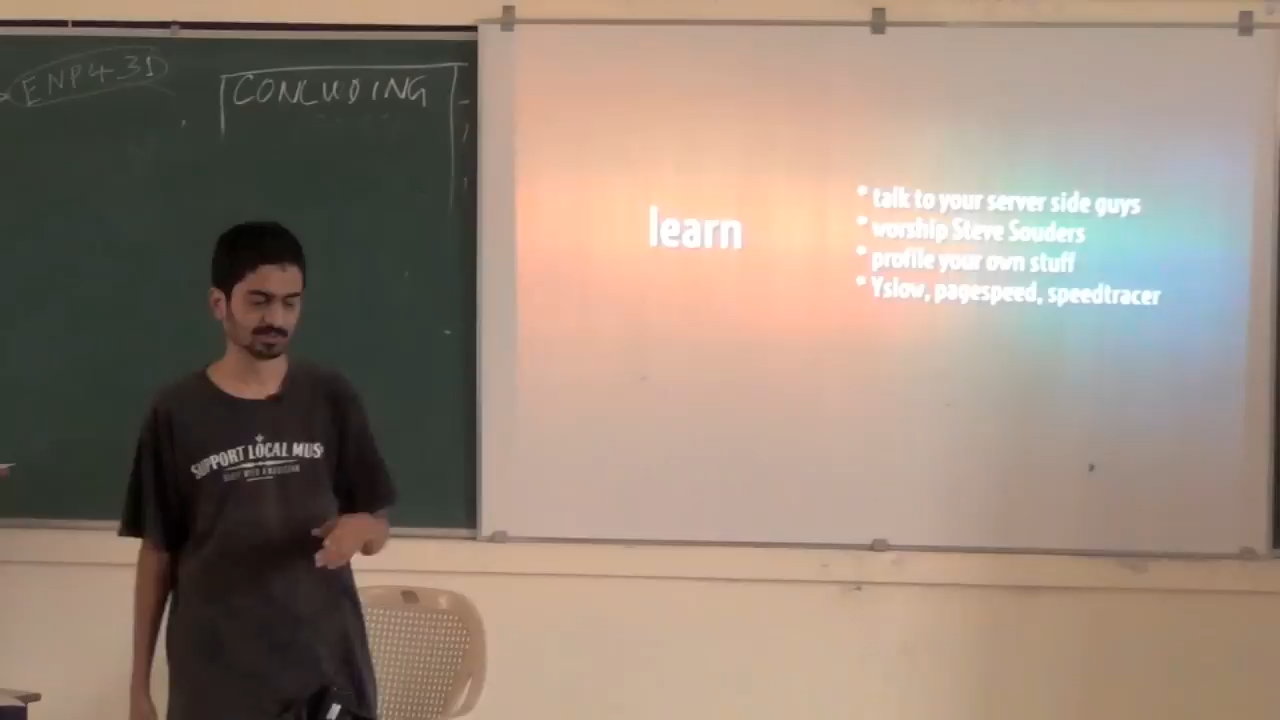 ENP431
CONCLUDING
learn
* talk to your server side guys
* worship Steve Souders
* profile your own stuff
* Yslow, pagespeed, speedtracer
SUPPORT LOCAL MUS